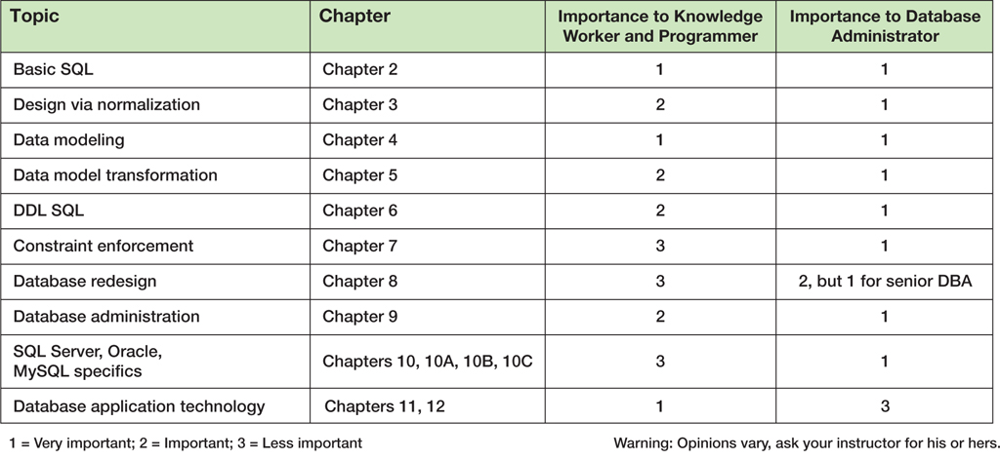 Topic Chapter Importance to Knowledge Worker and Programmer Importance to Database Administrator
Basic SQL Chapter 2 1 1
Design via normalization Chapter 3 2 1
Data modeling Chapter 4 1 1
Data model transformation Chapter 5 2 1
DDL SQL Chapter 6 2 1
Constraint enforcement Chapter 7 3 1
Database redesign Chapter 8 3 2, but 1 for senior DBA
Database administration Chapter 9 2 1
SQL Server, Oracle, MySQL specifics Chapters 10, 10A, 10B, 10C 3 1
Database application technology Chapters 11, 12 1 3
1 = Very important; 2 = Important; 3 = Less important Warning: Opinions vary, ask your instructor for his or hers.